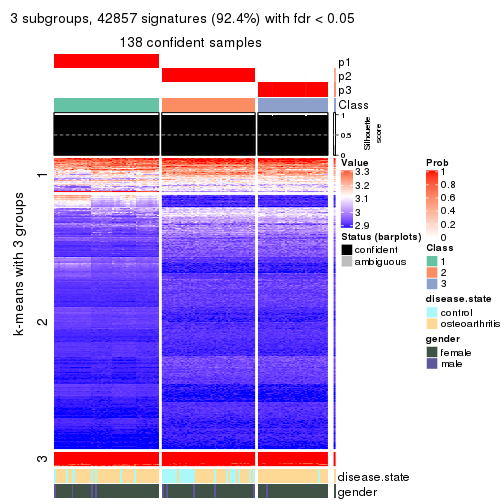 3 subgroups, 42857 signatures (92.4%) with fdr < 0.05
138 confident samples
p1
p2
p3
Class
1
0.5
0
Silhouette
score
k-means with 3 groups
1
2
3
Value
3.3
3.2
3.1
3
2.9
Status (barplots)
confident
ambiguous
Prob
1
0.8
0.6
0.4
0.2
0
Class
1
2
3
disease.state
control
osteoarthritis
gender
female
male
disease.state
gender